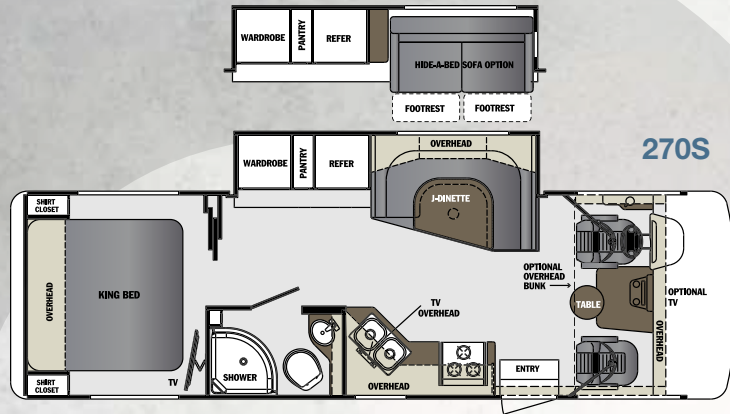 WARDROBE
PANTRY
REFER
HIDE-A-BED SOFA OPTION
FOOTREST
FOOTREST
270S
OVERHEAD
WARDROBE
PANTRY
REFER
J-DINETTE
SHIRT
CLOSET
OVERHEAD
KING BED
OPTIONAL
OVERHEAD
BUNK
TABLE
OPTIONAL
TV
TV
OVERHEAD
OVERHEAD
SHIRT
CLOSET
TV
SHOWER
OVERHEAD
ENTRY